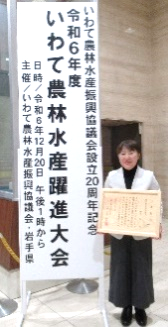 いわて農林水産振興協議会設立20周年記念
令和6年度
いわて農林水産躍進大会
日時/令和6年12月20日 午後1時から
主催/いわて農林水産振興協議会・岩手県